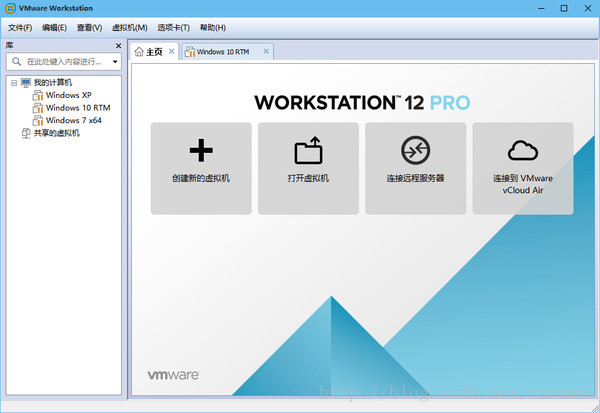 VMware Workstation
文件(F) 编辑(E) 查看(V) 虚拟机(M) 选项卡(T) 帮助(H)
库
在此处键入内容进行...
我的计算机
Windows XP
Windows 10 RTM
Windows 7 x64
共享的虚拟机
主页
Windows 10 RTM
WORKSTATION™ 12 PRO
创建新的虚拟机
打开虚拟机
连接远程服务器
连接到 VMware
vCloud Air
vmware